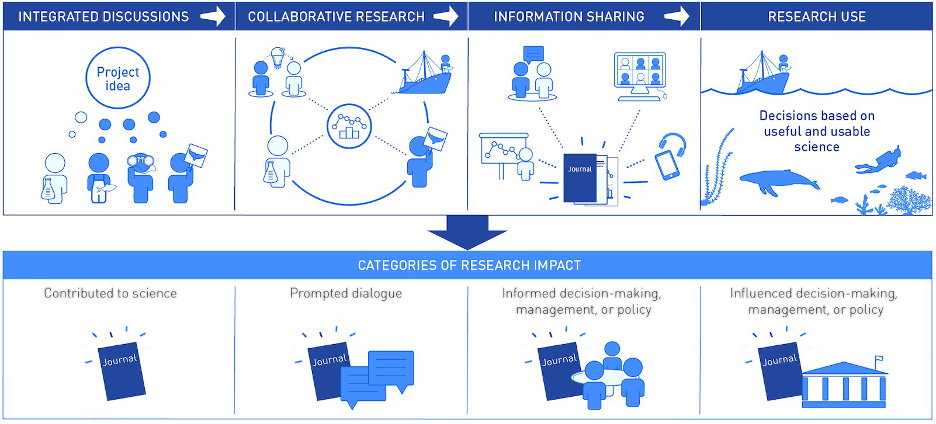 INTEGRATED DISCUSSIONS
COLLABORATIVE RESEARCH
INFORMATION SHARING
RESEARCH USE
Project
idea
Journal
Decisions based on
useful and usable
science
CATEGORIES OF RESEARCH IMPACT
Contributed to science
Journal
Prompted dialogue
Journal
Informed decision-making,
management, or policy
Journal
Influenced decision-making,
management, or policy
Journal